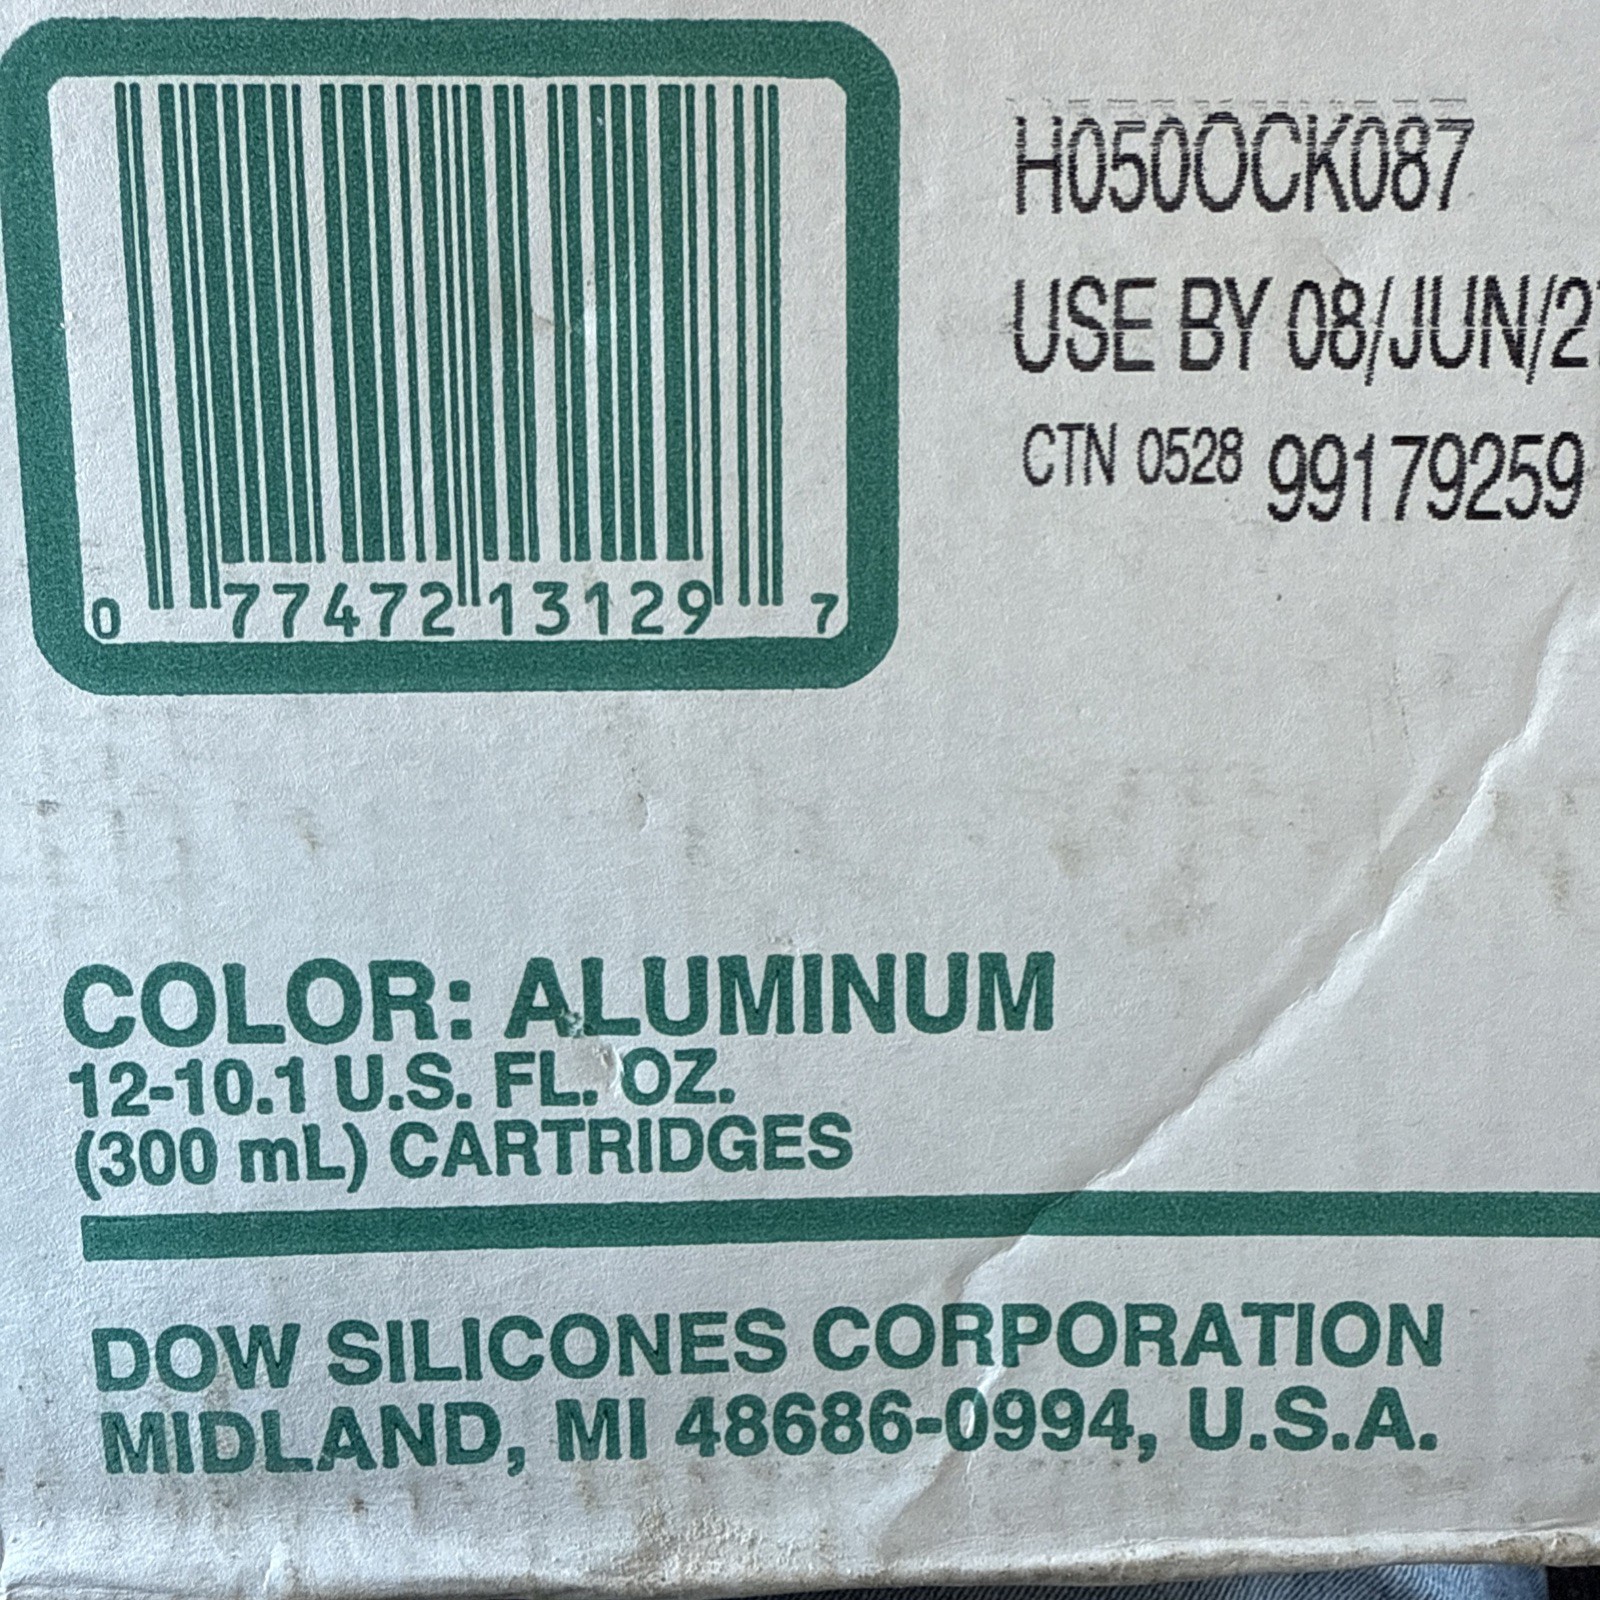 0 77472 13129 7
H050OCK087
USE BY 08/JUN/27
CTN 0528 99179259
COLOR: ALUMINUM
12-10.1 U.S. FL. OZ.
(300 mL) CARTRIDGES
DOW SILICONES CORPORATION
MIDLAND, MI 48686-0994, U.S.A.